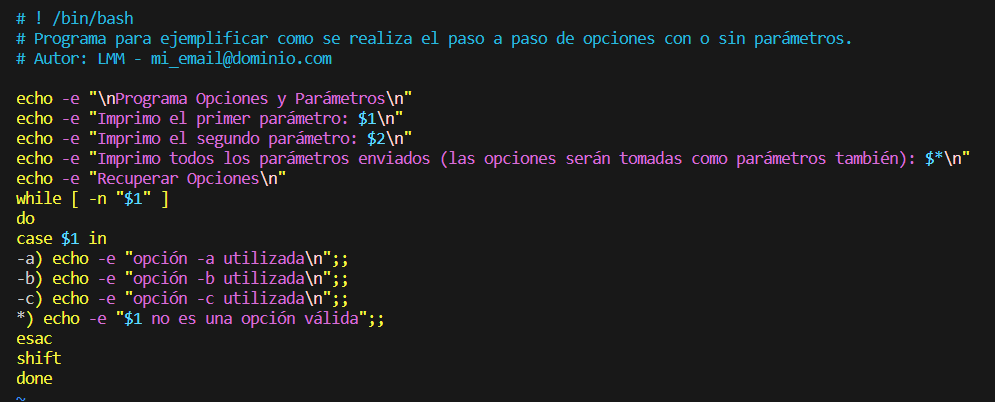 # ! /bin/bash
# Programa para ejemplificar como se realiza el paso a paso de opciones con o sin parámetros.
# Autor: LMM - mi_email@dominio.com
echo -e "\nPrograma Opciones y Parámetros\n"
echo -e "Imprimo el primer parámetro: $1\n"
echo -e "Imprimo el segundo parámetro: $2\n"
echo -e "Imprimo todos los parámetros enviados (las opciones serán tomadas como parámetros también): $*\n"
echo -e "Recuperar Opciones\n"
while [ -n "$1" ]
do
case $1 in
-a) echo -e "opción -a utilizada\n";;
-b) echo -e "opción -b utilizada\n";;
-c) echo -e "opción -c utilizada\n";;
*) echo -e "$1 no es una opción válida";;
esac
shift
done
~